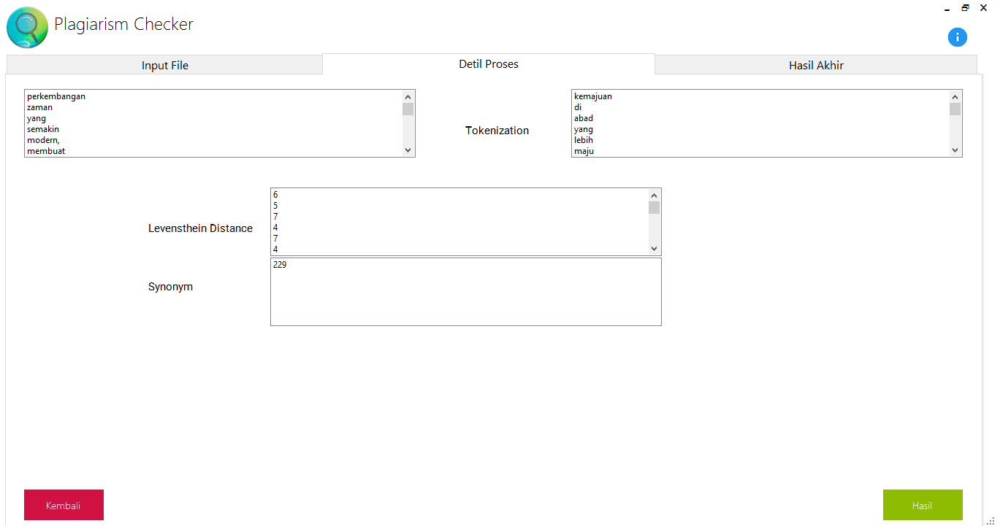 Plagiarism Checker
Input File
Detil Proses
Hasil Akhir
perkembangan
zaman
yang
semakin
modern,
membuat
Tokenization
kemajuan
di
abad
yang
lebih
maju
Levensthein Distance
6
5
7
4
7
4
Synonym
229
Kembali
Hasil